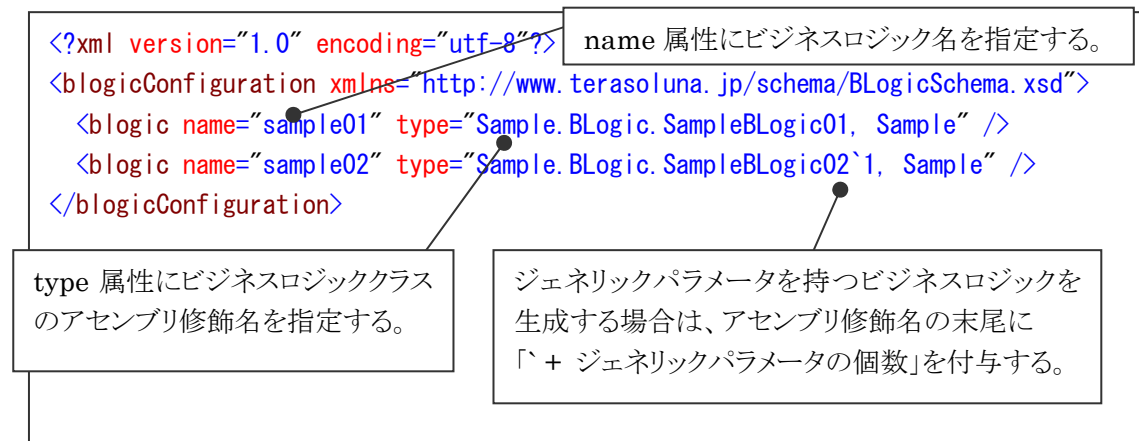 <?xml version="1.0" encoding="utf-8"?>
name 属性にビジネスロジック名を指定する。
<blogicConfiguration xmlns="http://www.terasoluna.jp/schema/BLogicSchema.xsd">
<blogic name="sample01" type="Sample.BLogic.SampleBLogic01, Sample" />
<blogic name="sample02" type="Sample.BLogic.SampleBLogic02`1, Sample" />
</blogicConfiguration>
type 属性にビジネスロジッククラス
のアセンブリ修飾名を指定する。
ジェネリックパラメータを持つビジネスロジックを
生成する場合は、アセンブリ修飾名の末尾に
「`+ ジェネリックパラメータの個数」を付与する。